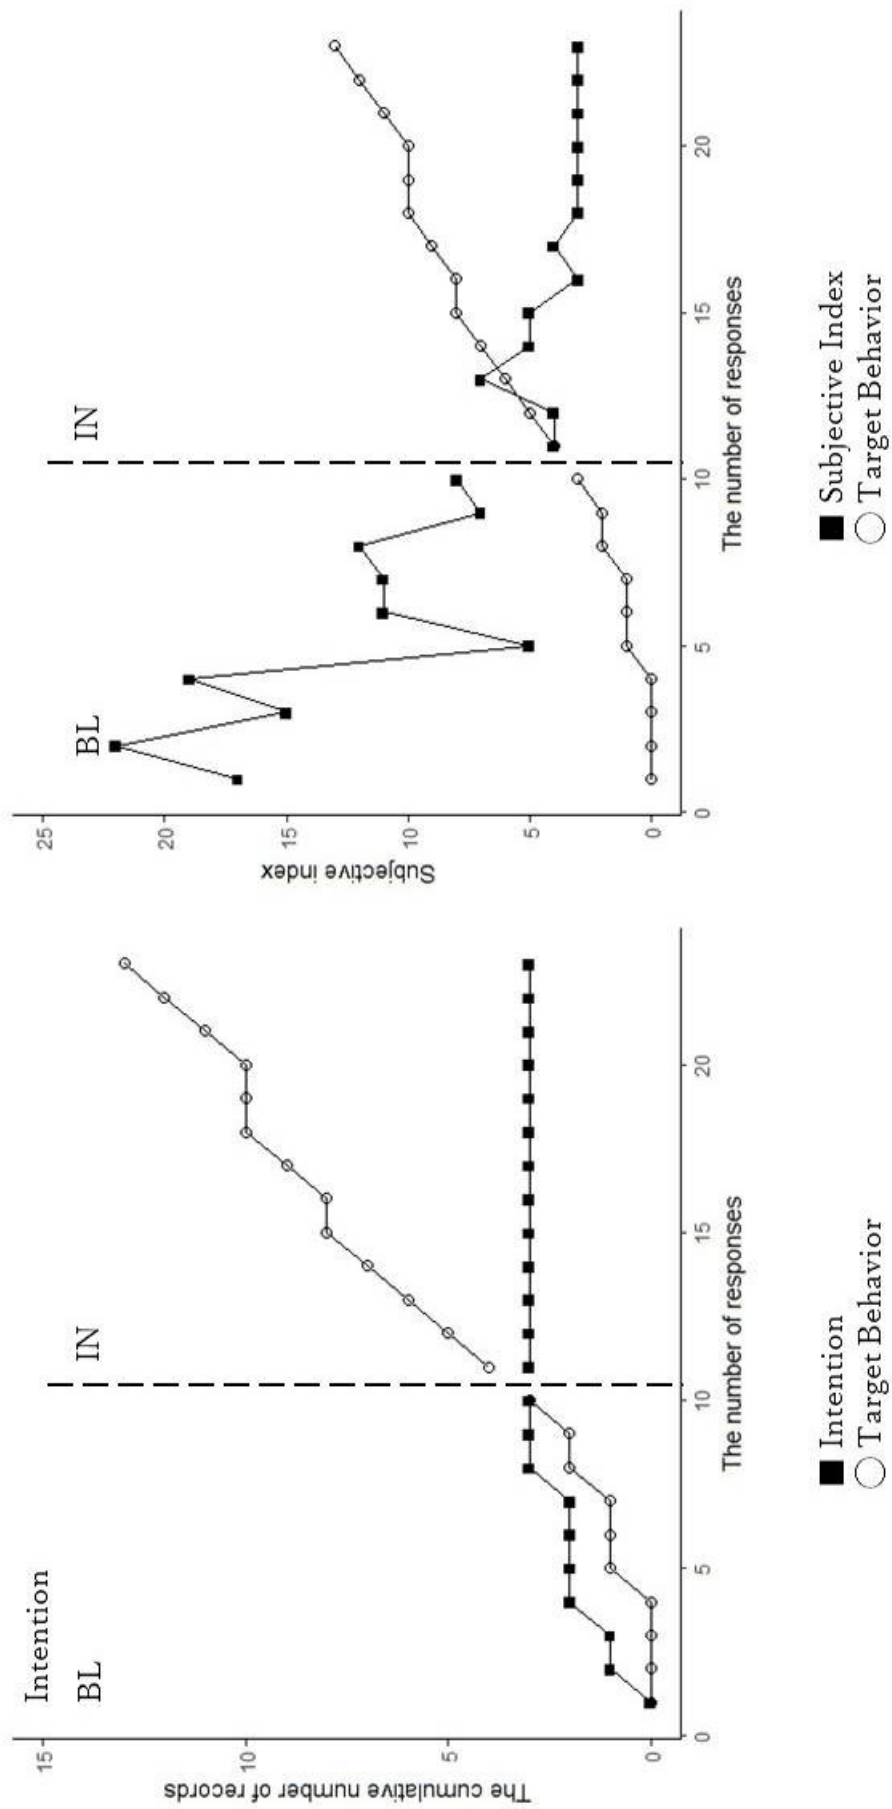 Intention
BL
IN
The cumulative number of records
15
10
5
0
0
5
10
15
20
The number of responses
■ Intention
○ Target Behavior
BL
IN
Subjective index
25
20
15
10
5
0
0
5
10
15
20
The number of responses
■ Subjective Index
○ Target Behavior